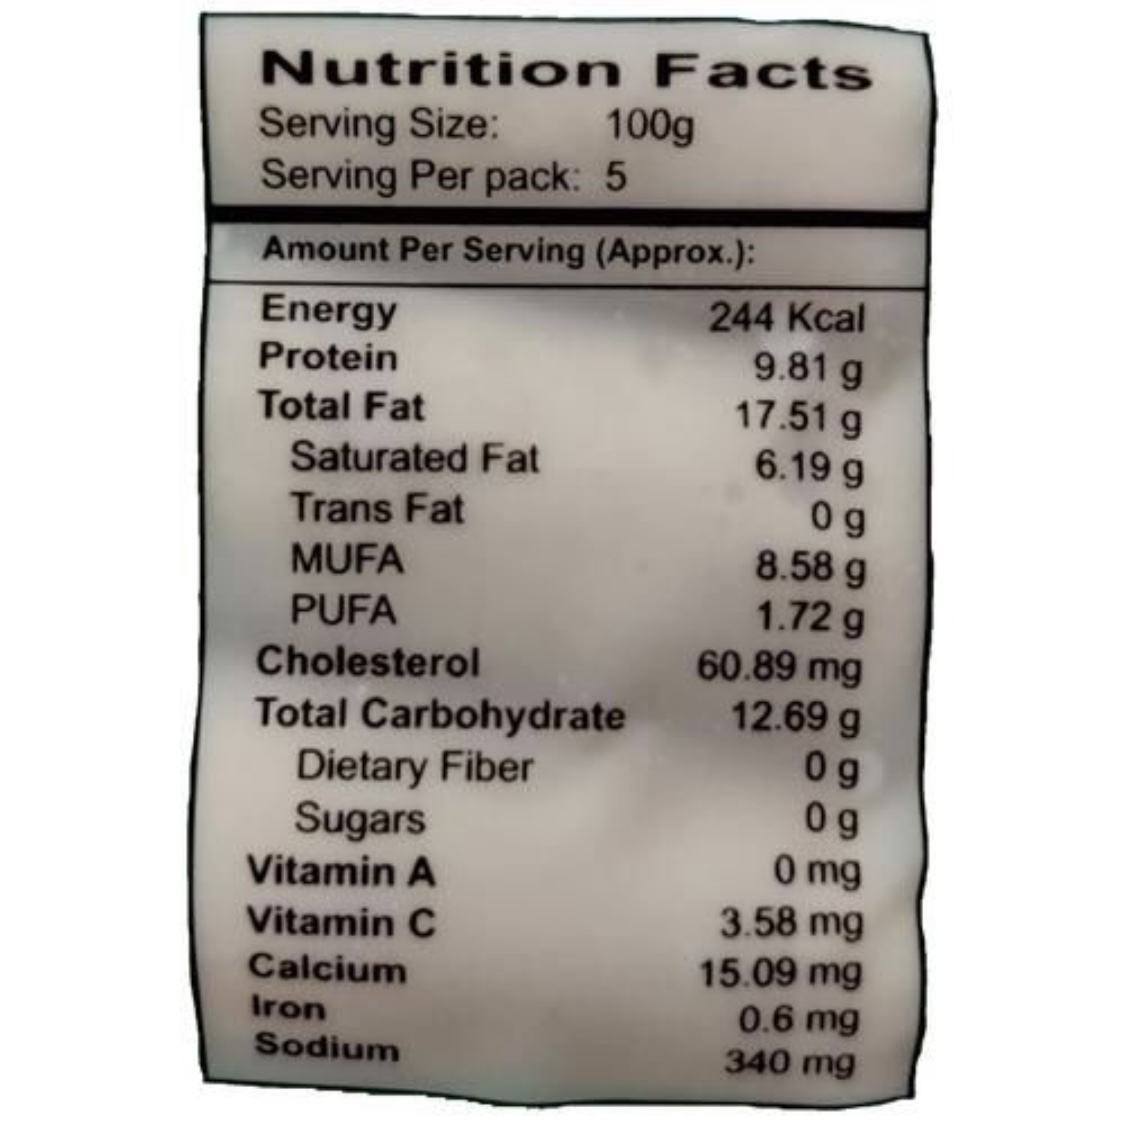 Nutrition Facts
Serving Size: 100g
Serving Per pack: 5
Amount Per Serving (Approx.):
Energy 244 Kcal
Protein 9.81 g
Total Fat 17.51 g
Saturated Fat 6.19 g
Trans Fat 0 g
MUFA 8.58 g
PUFA 1.72 g
Cholesterol 60.89 mg
Total Carbohydrate 12.69 g
Dietary Fiber 0 g
Sugars 0 g
Vitamin A 0 mg
Vitamin C 3.58 mg
Calcium 15.09 mg
Iron 0.6 mg
Sodium 340 mg